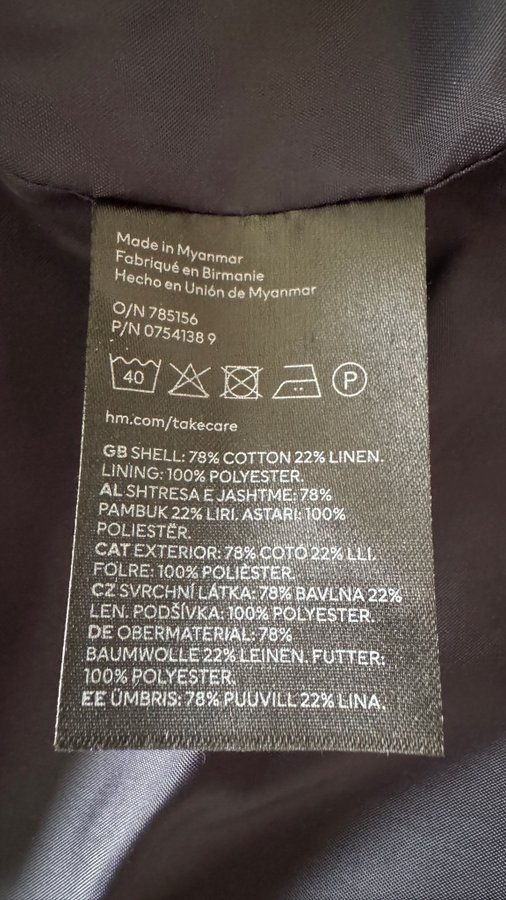 Made in Myanmar
Fabriqué en Birmanie
Hecho en Unión de Myanmar
O/N 785156
P/N 0754138 9
40 P
hm.com/takecare
GB SHELL: 78% COTTON 22% LINEN.
LINING: 100% POLYESTER.
AL SHTRESA E JASHTME: 78%
PAMBUK 22% LIRI. ASTARI: 100%
POLIESTËR.
CAT EXTERIOR: 78% COTÓ 22% LLI.
FOLRE: 100% POLIÈSTER.
CZ SVRCHNÍ LÁTKA: 78% BAVLNA 22%
LEN. PODŠÍVKA: 100% POLYESTER.
DE OBERMATERIAL: 78%
BAUMWOLLE 22% LEINEN. FUTTER:
100% POLYESTER.
EE ÜMBRIS: 78% PUUVILL 22% LINA.